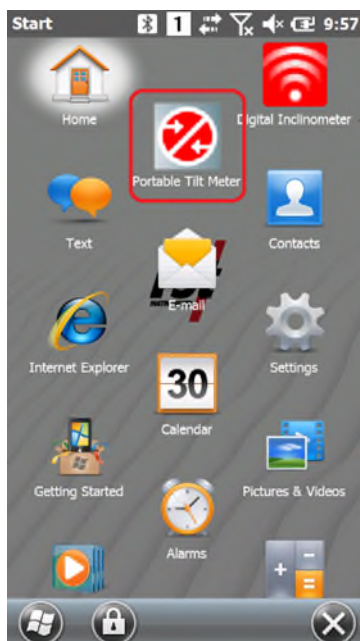 Start 1 9:57
Home
Digital Inclinometer
Portable Tilt Meter
Text
Contacts
E-mail
Internet Explorer
Settings
30
Calendar
Getting Started
Pictures & Videos
Alarms